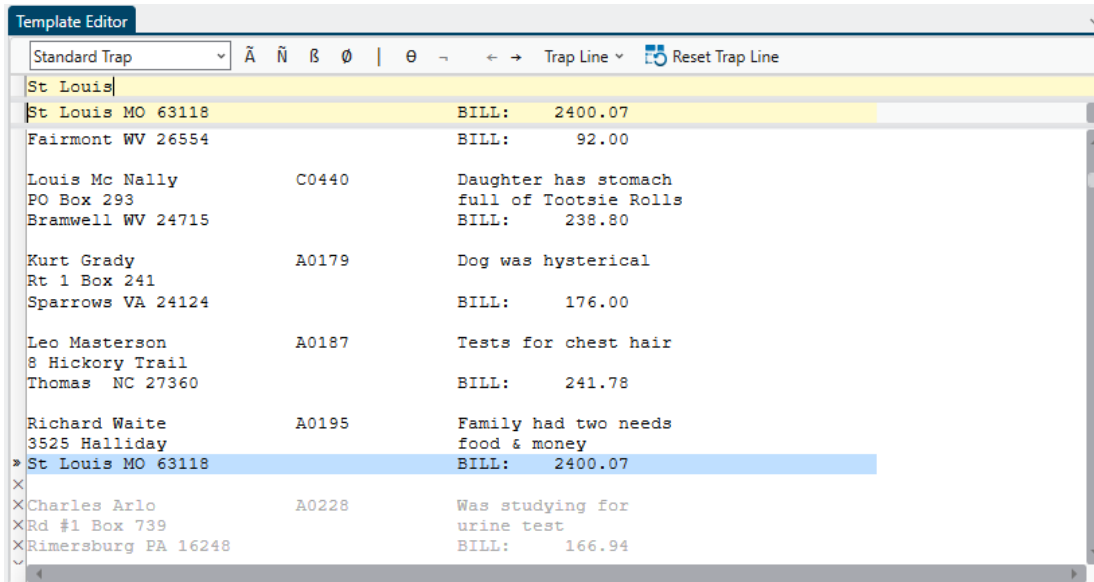 Template Editor
Standard Trap Ã Ñ ß Ø | θ ¬ ← → Trap Line Reset Trap Line
St Louis
St Louis MO 63118 BILL: 2400.07
Fairmont WV 26554 BILL: 92.00
Louis Mc Nally C0440 Daughter has stomach
PO Box 293 full of Tootsie Rolls
Bramwell WV 24715 BILL: 238.80
Kurt Grady A0179 Dog was hysterical
Rt 1 Box 241
Sparrows VA 24124 BILL: 176.00
Leo Masterson A0187 Tests for chest hair
8 Hickory Trail
Thomas  NC 27360 BILL: 241.78
Richard Waite A0195 Family had two needs
3525 Halliday food & money
» St Louis MO 63118 BILL: 2400.07
Charles Arlo A0228 Was studying for
Rd #1 Box 739 urine test
Rimersburg PA 16248 BILL: 166.94